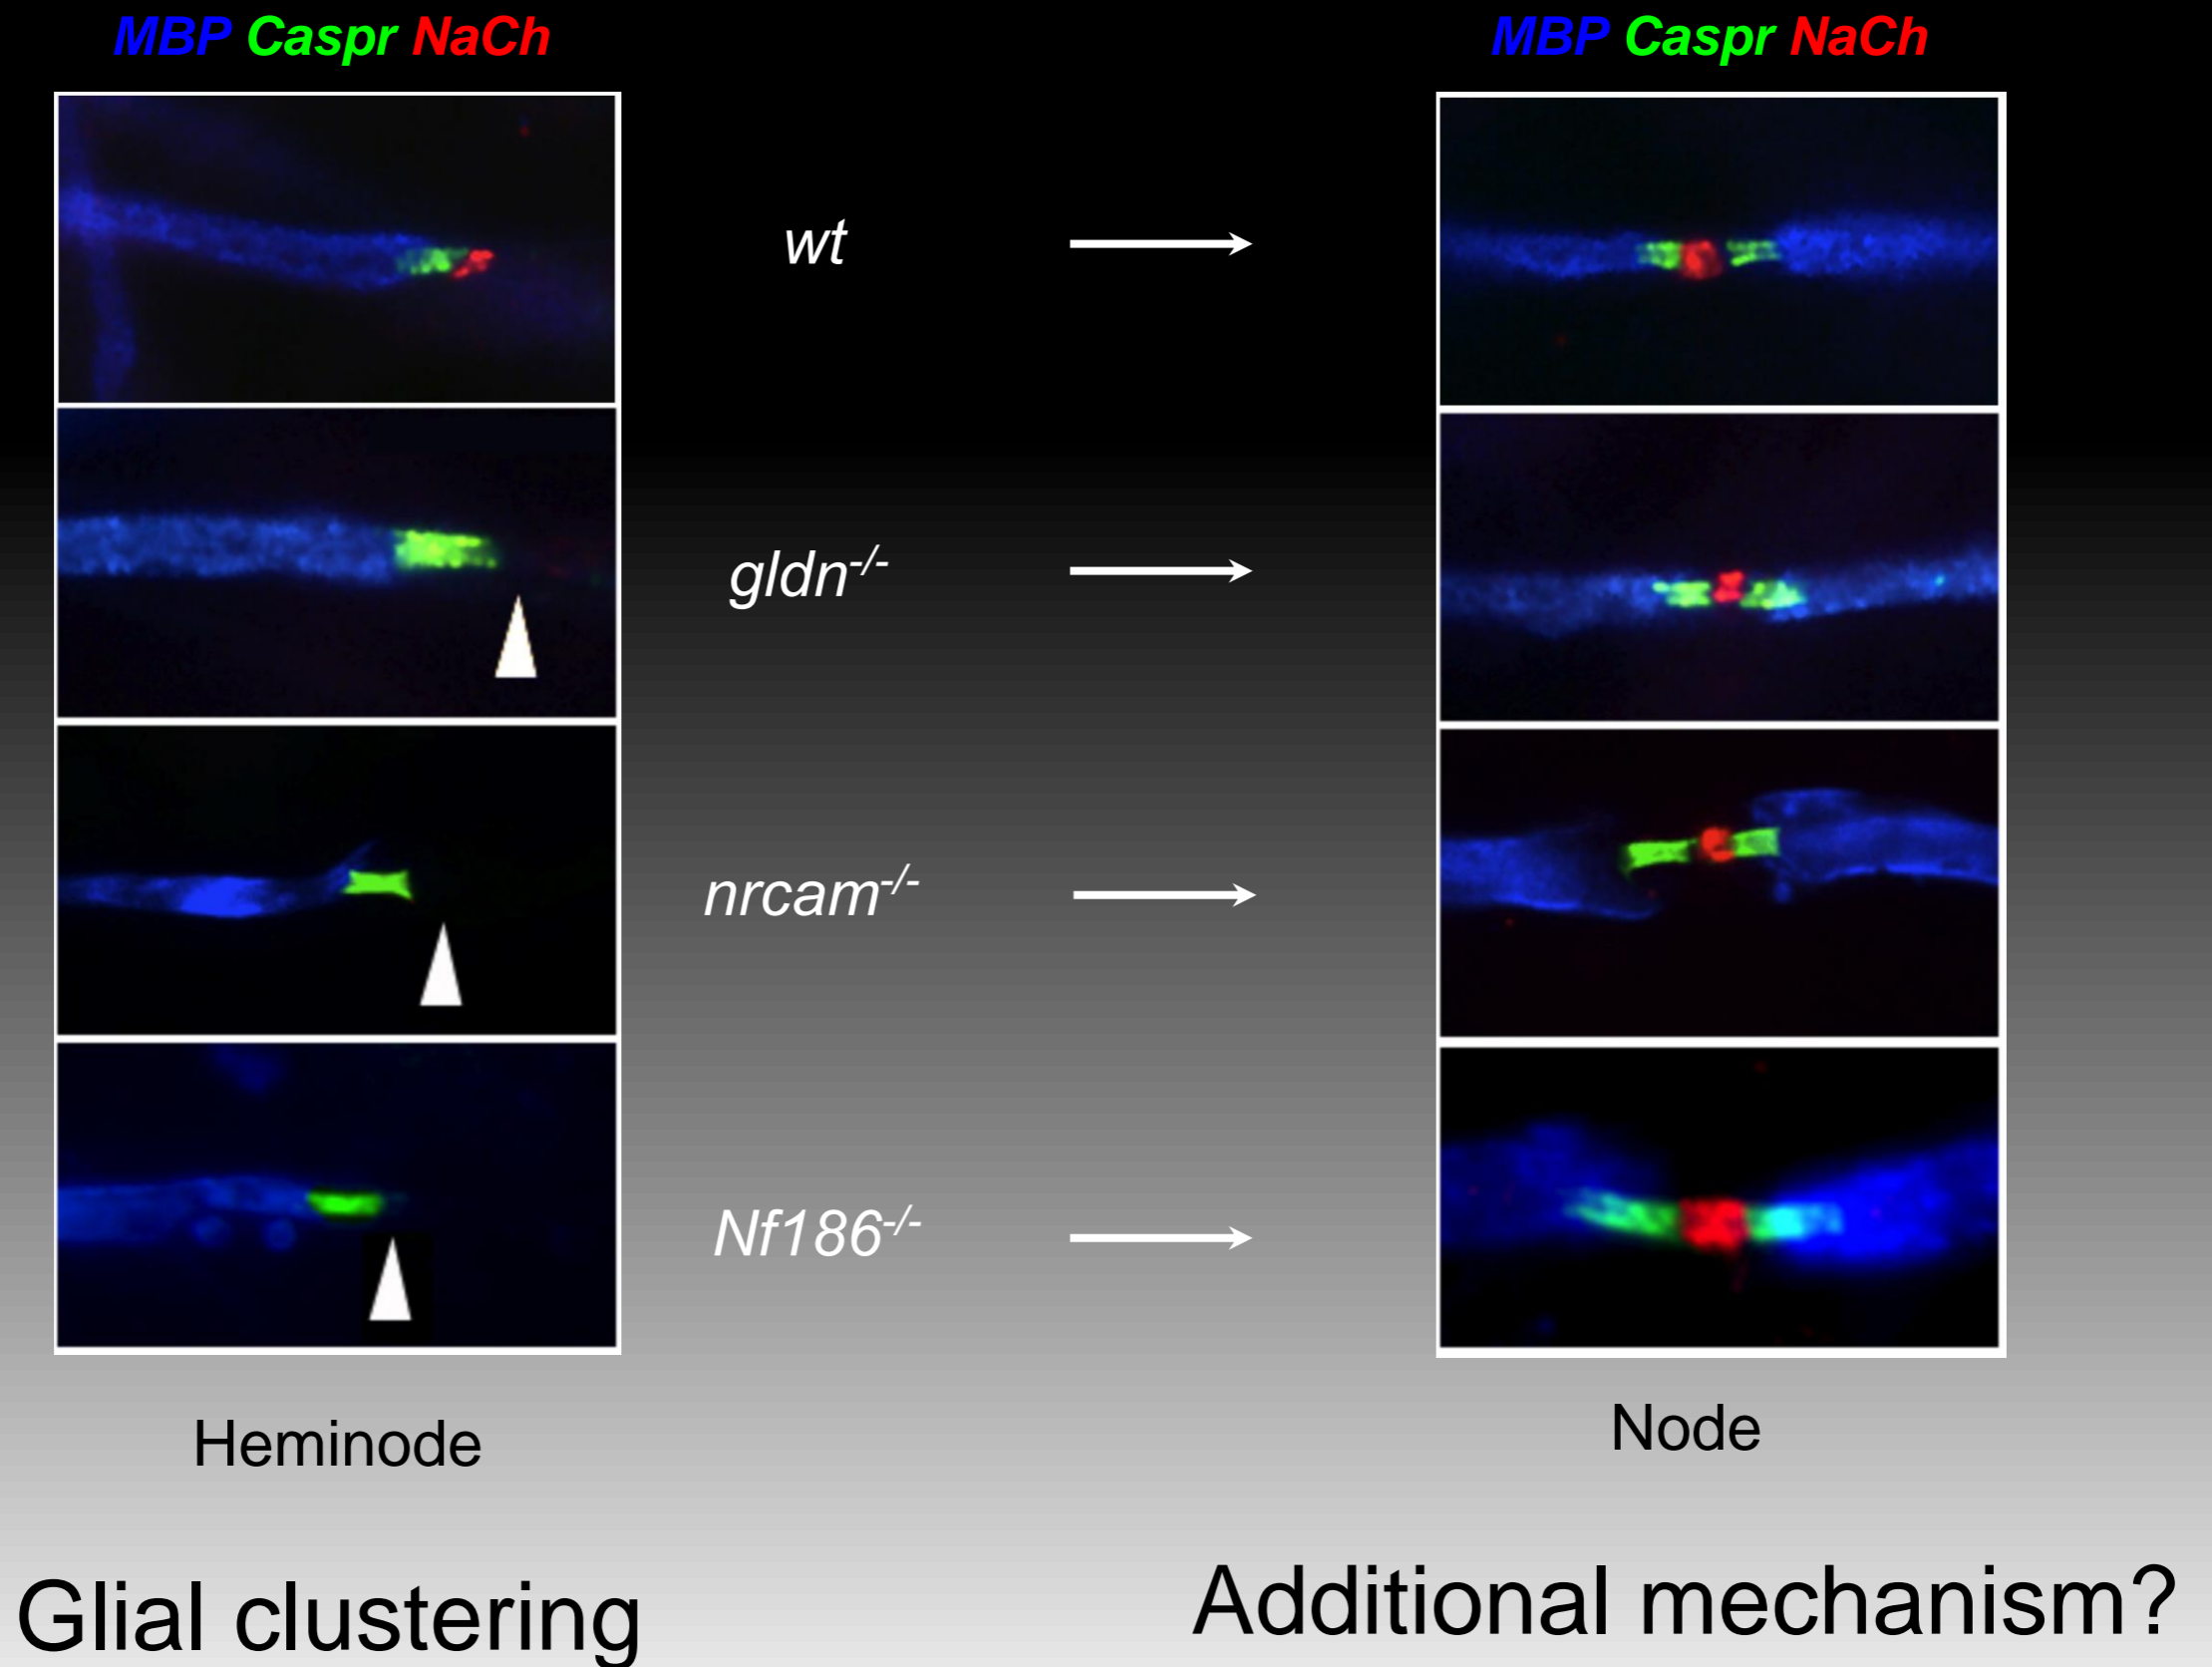 MBP Caspr NaCh
MBP Caspr NaCh
wt
gldn-/-
nrcam-/-
Nf186-/-
Heminode
Node
Glial clustering
Additional mechanism?